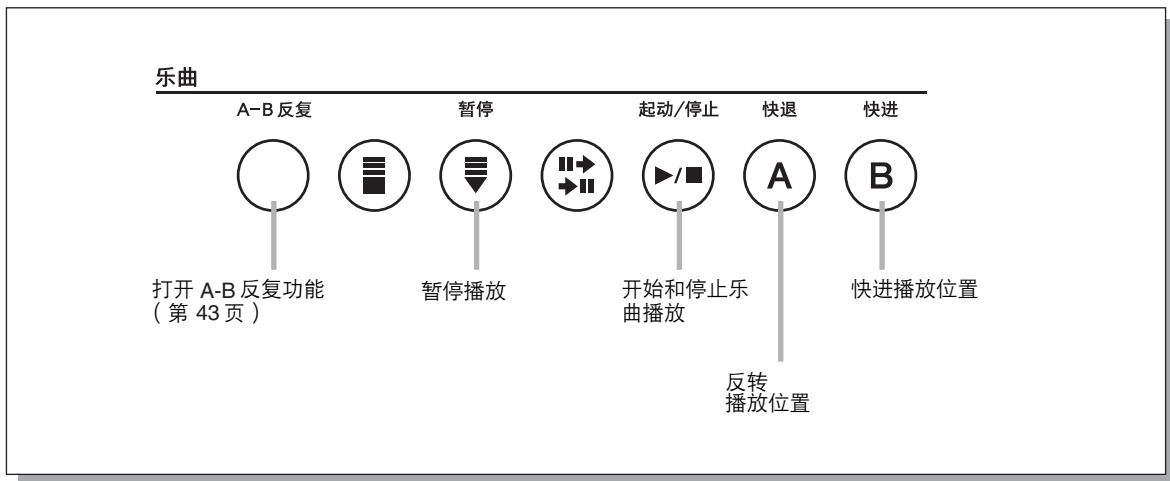 乐曲
A-B 反复
暂停
起动/停止
快退
快进
A
B
打开 A-B 反复功能
( 第 43 页 )
暂停播放
开始和停止乐
曲播放
快进播放位置
反转
播放位置